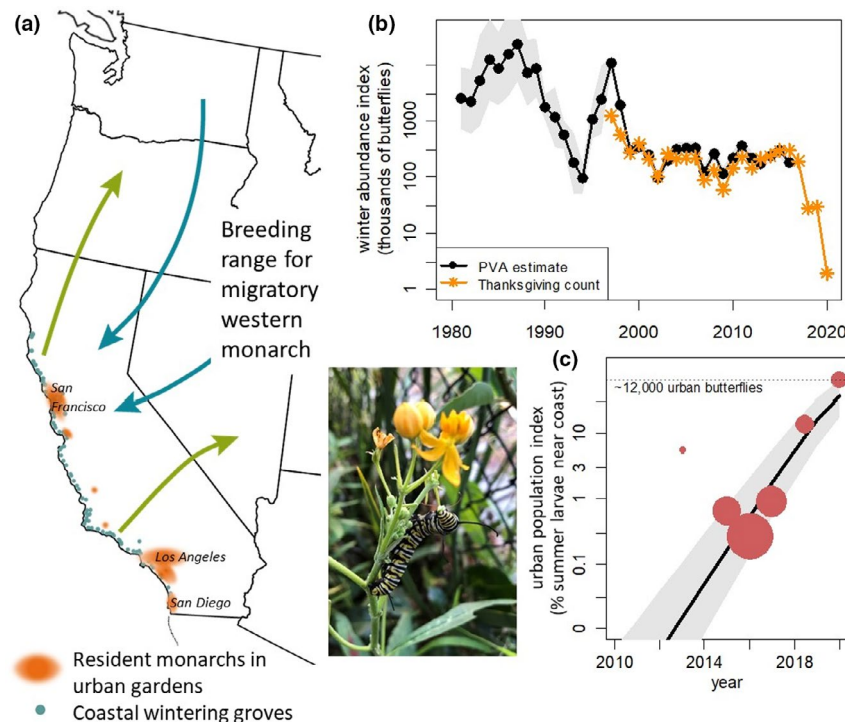 (a)
Breeding
range for
migratory
western
monarch
San
Francisco
Los Angeles
San Diego
Resident monarchs in
urban gardens
Coastal wintering groves
(b)
winter abundance index
(thousands of butterflies)
1000
100
10
1
PVA estimate
Thanksgiving count
1980
1990
2000
2010
2020
(c)
~12,000 urban butterflies
urban population index
(% summer larvae near coast)
10
3
1
0.1
0
2010
2014
2018
year